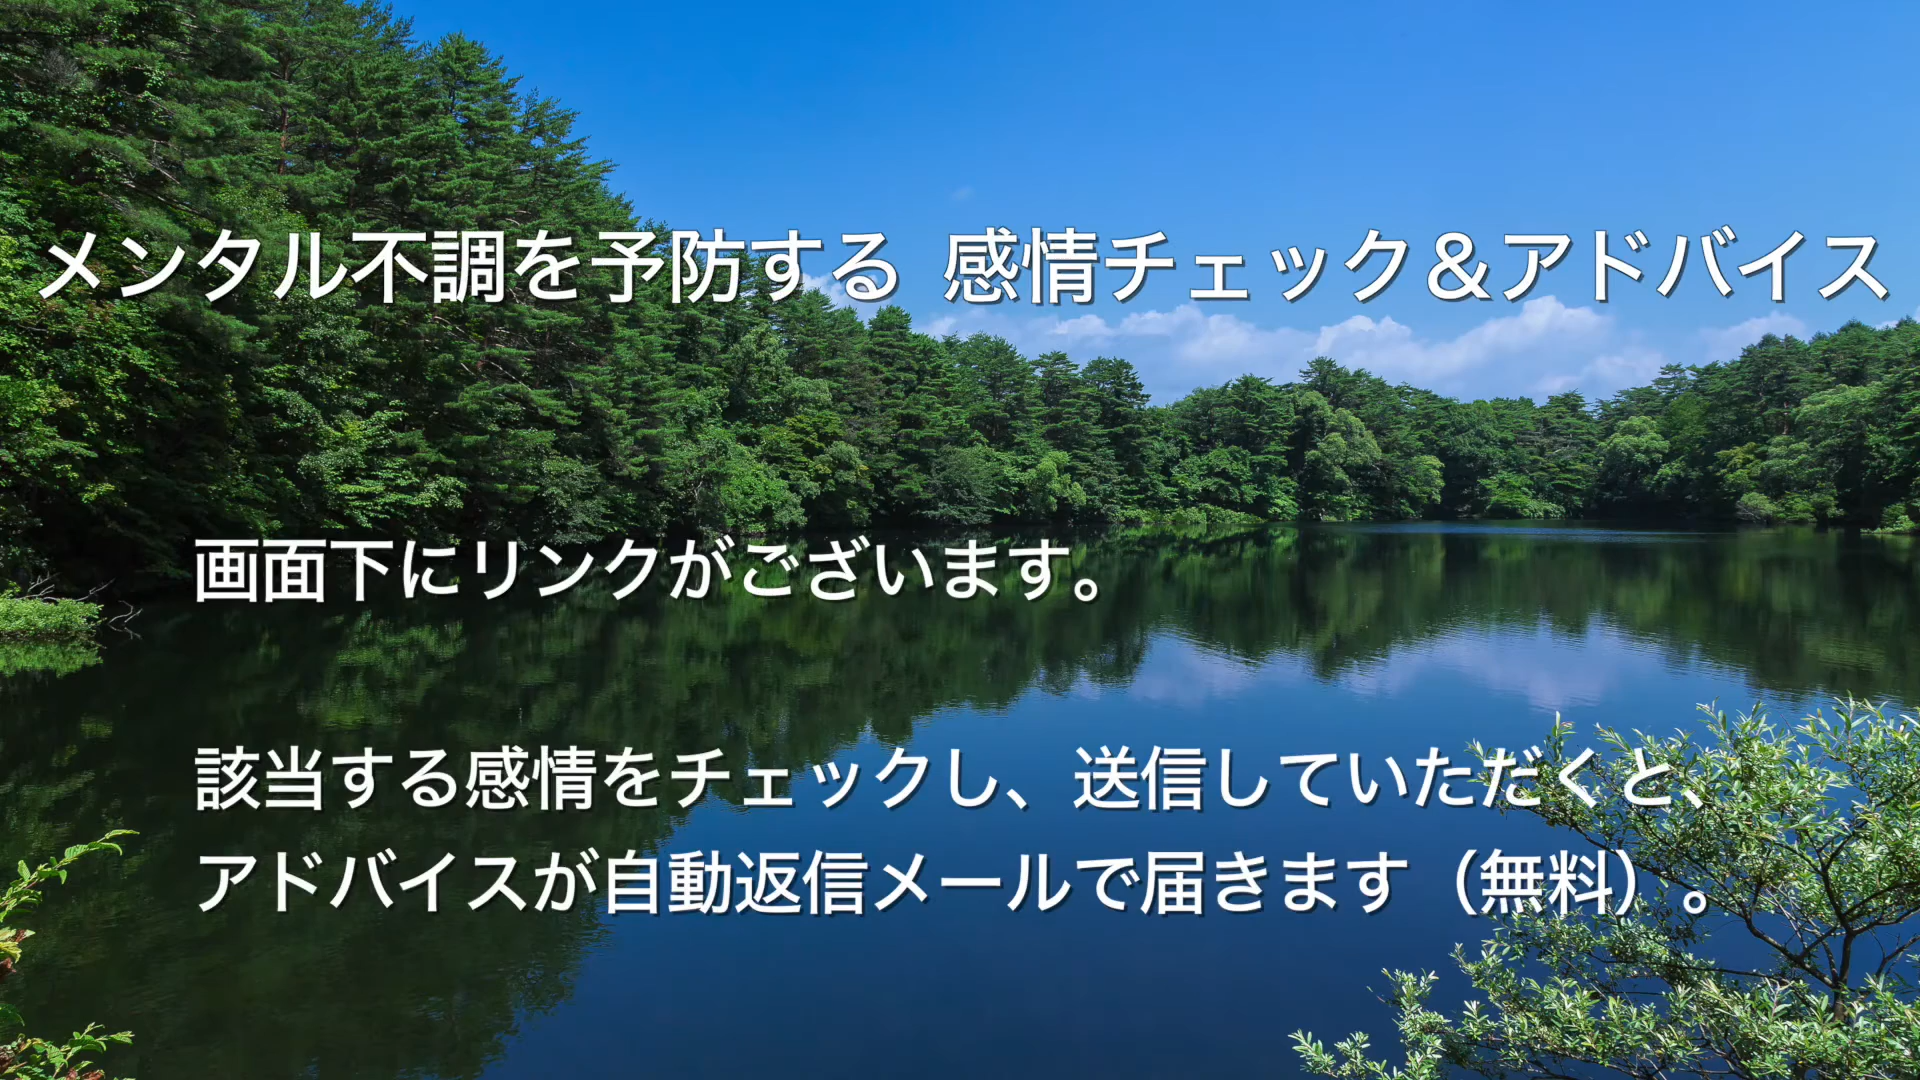 メンタル不調を予防する 感情チェック＆アドバイス
画面下にリンクがございます。
該当する感情をチェックし、送信していただくと、
アドバイスが自動返信メールで届きます（無料）。